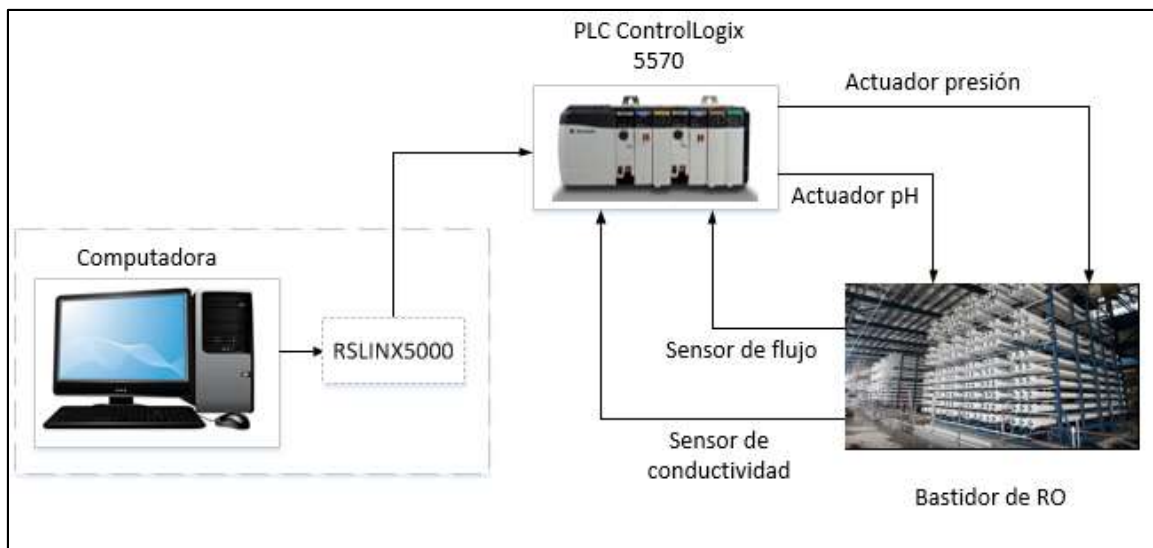 PLC ControlLogix
5570
Actuador presión
Actuador pH
Computadora
RSLINX5000
Sensor de flujo
Sensor de
conductividad
Bastidor de RO